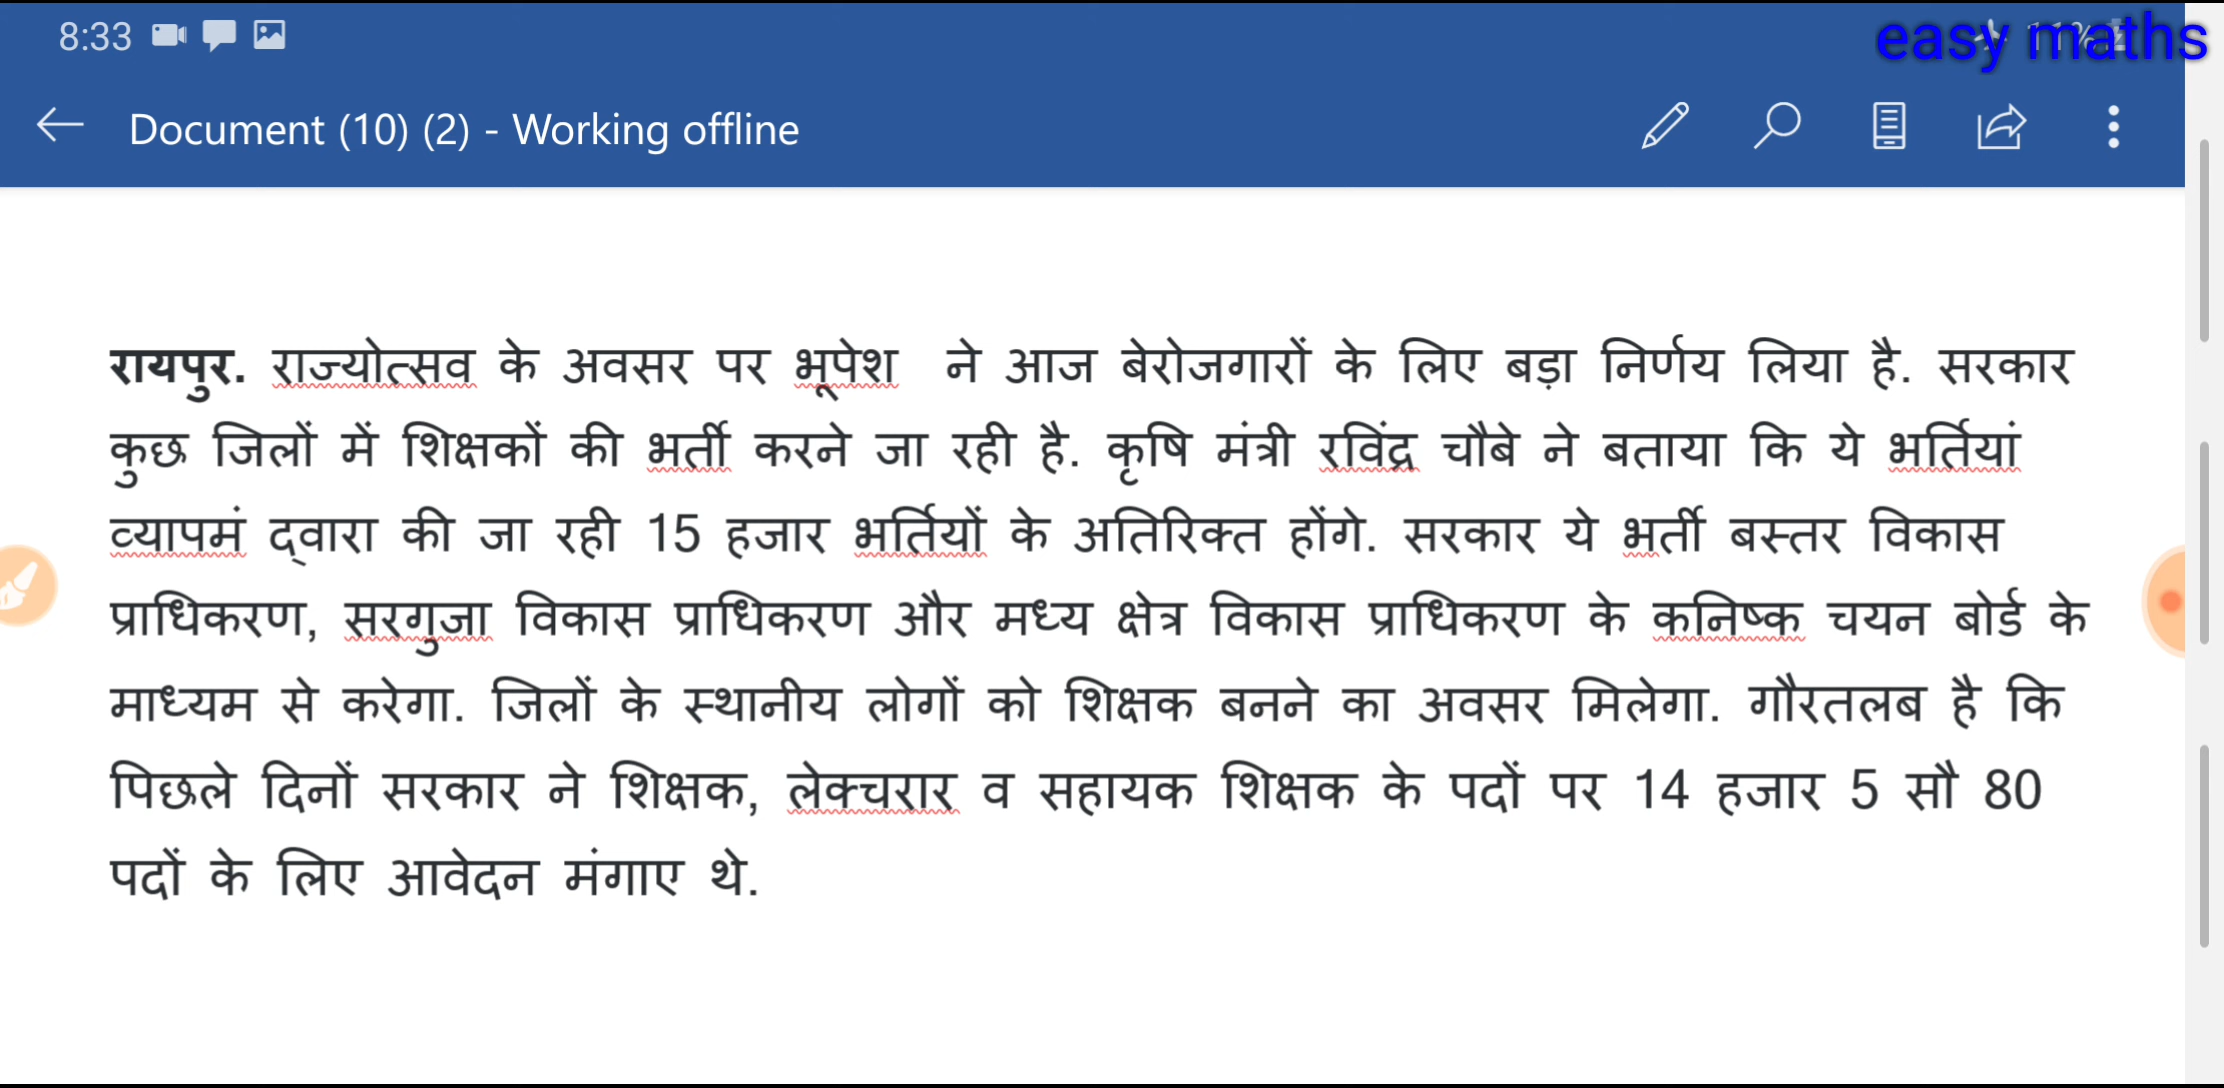 8:33
easy maths
11%
Document (10) (2) - Working offline
रायपुर. राज्योत्सव के अवसर पर भूपेश ने आज बेरोजगारों के लिए बड़ा निर्णय लिया है. सरकार
कुछ जिलों में शिक्षकों की भर्ती करने जा रही है. कृषि मंत्री रविंद्र चौबे ने बताया कि ये भर्तियां
व्यापमं द्वारा की जा रही 15 हजार भर्तियों के अतिरिक्त होंगे. सरकार ये भर्ती बस्तर विकास
प्राधिकरण, सरगुजा विकास प्राधिकरण और मध्य क्षेत्र विकास प्राधिकरण के कनिष्क चयन बोर्ड के
माध्यम से करेगा. जिलों के स्थानीय लोगों को शिक्षक बनने का अवसर मिलेगा. गौरतलब है कि
पिछले दिनों सरकार ने शिक्षक, लेक्चरार व सहायक शिक्षक के पदों पर 14 हजार 5 सौ 80
पदों के लिए आवेदन मंगाए थे.